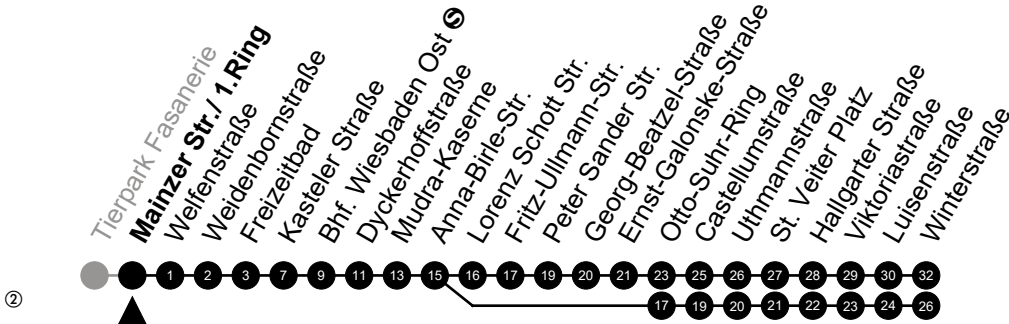 Tierpark Fasanerie
Mainzer Str./ 1.Ring
Welfenstraße
Weidenbornstraße
Freizeitbad
Kasteler Straße
Bhf. Wiesbaden Ost Ⓢ
Dyckerhoffstraße
Mudra-Kaserne
Anna-Birle-Str.
Lorenz Schott Str.
Fritz-Ullmann-Str.
Peter Sander Str.
Georg-Beatzel-Straße
Ernst-Galonske-Straße
Otto-Suhr-Ring
Castellumstraße
Uthmannstraße
St. Veiter Platz
Hallgarter Straße
Viktoriastraße
Luisenstraße
Winterstraße
1 2 3 7 9 11 13 15 16 17 19 20 21 23 25 26 27 28 29 30 32
② 17 19 20 21 22 23 24 26